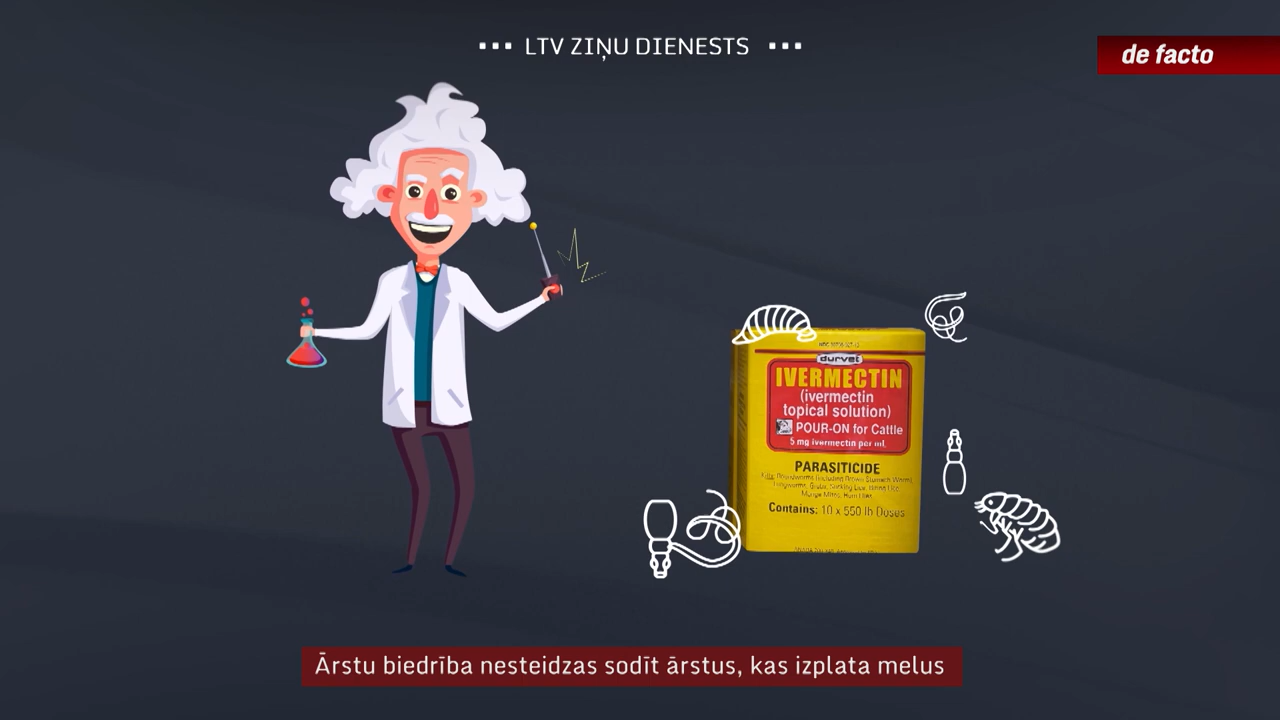 LTV ZIŅU DIENESTS
de facto
durvet
IVERMECTIN
(ivermectin
topical solution)
POUR-ON for Cattle
5 mg ivermectin per mL
PARASITICIDE
Contains: 10 x 550 lb Doses
Ārstu biedrība nesteidzas sodīt ārstus, kas izplata melus